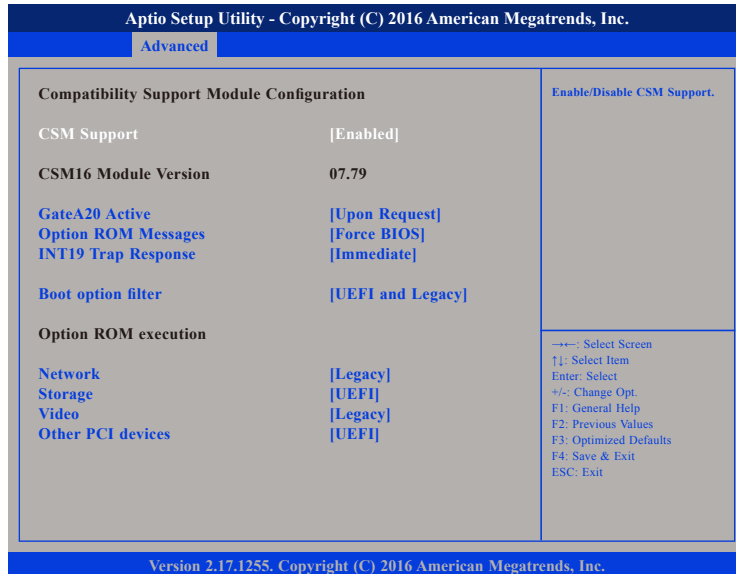 Aptio Setup Utility - Copyright (C) 2016 American Megatrends, Inc.
Advanced
Compatibility Support Module Configuration
CSM Support [Enabled]
CSM16 Module Version 07.79
GateA20 Active [Upon Request]
Option ROM Messages [Force BIOS]
INT19 Trap Response [Immediate]
Boot option filter [UEFI and Legacy]
Option ROM execution
Network [Legacy]
Storage [UEFI]
Video [Legacy]
Other PCI devices [UEFI]
Enable/Disable CSM Support.
→←: Select Screen
↑↓: Select Item
Enter: Select
+/-: Change Opt.
F1: General Help
F2: Previous Values
F3: Optimized Defaults
F4: Save & Exit
ESC: Exit
Version 2.17.1255. Copyright (C) 2016 American Megatrends, Inc.